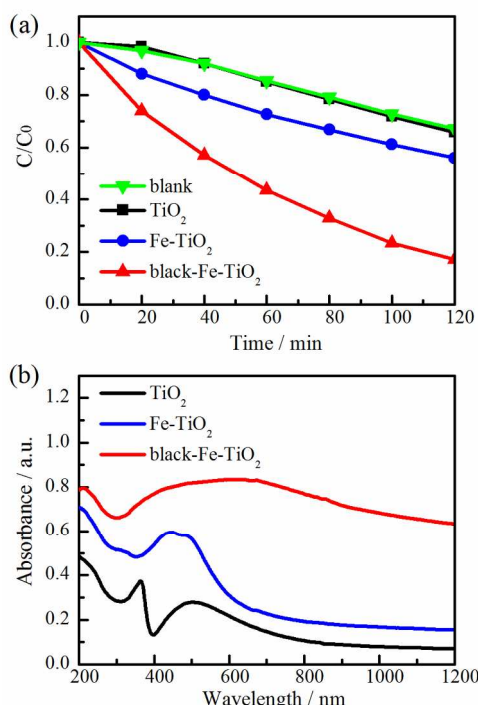 (a)
1.0
0.8
0.6
0.4
0.2
0.0
C/C0
blank
TiO₂
Fe-TiO₂
black-Fe-TiO₂
0 20 40 60 80 100 120
Time / min
(b)
1.2
1.0
0.8
0.6
0.4
0.2
0.0
Absorbance / a.u.
TiO₂
Fe-TiO₂
black-Fe-TiO₂
200 400 600 800 1000 1200
Wavelength / nm